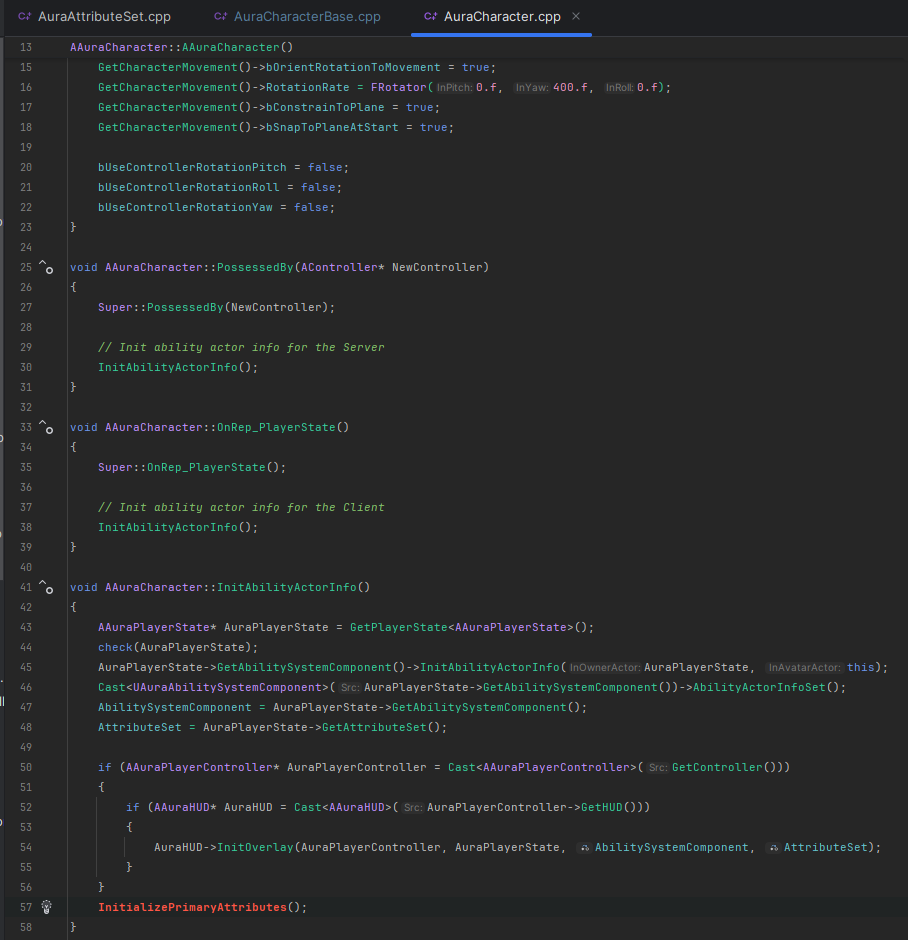 AuraAttributeSet.cpp AuraCharacterBase.cpp AuraCharacter.cpp
13 AAuraCharacter::AAuraCharacter()
15 GetCharacterMovement()->bOrientRotationToMovement = true;
16 GetCharacterMovement()->RotationRate = FRotator( InPitch: 0.f, InYaw: 400.f, InRoll: 0.f);
17 GetCharacterMovement()->bConstrainToPlane = true;
18 GetCharacterMovement()->bSnapToPlaneAtStart = true;
19
20 bUseControllerRotationPitch = false;
21 bUseControllerRotationRoll = false;
22 bUseControllerRotationYaw = false;
23 }
24
25 void AAuraCharacter::PossessedBy(AController* NewController)
26 {
27 Super::PossessedBy(NewController);
28
29 // Init ability actor info for the Server
30 InitAbilityActorInfo();
31 }
32
33 void AAuraCharacter::OnRep_PlayerState()
34 {
35 Super::OnRep_PlayerState();
36
37 // Init ability actor info for the Client
38 InitAbilityActorInfo();
39 }
40
41 void AAuraCharacter::InitAbilityActorInfo()
42 {
43 AAuraPlayerState* AuraPlayerState = GetPlayerState<AAuraPlayerState>();
44 check(AuraPlayerState);
45 AuraPlayerState->GetAbilitySystemComponent()->InitAbilityActorInfo( InOwnerActor: AuraPlayerState, InAvatarActor: this);
46 Cast<UAuraAbilitySystemComponent>( Src: AuraPlayerState->GetAbilitySystemComponent())->AbilityActorInfoSet();
47 AbilitySystemComponent = AuraPlayerState->GetAbilitySystemComponent();
48 AttributeSet = AuraPlayerState->GetAttributeSet();
49
50 if (AAuraPlayerController* AuraPlayerController = Cast<AAuraPlayerController>( Src: GetController()))
51 {
52 if (AAuraHUD* AuraHUD = Cast<AAuraHUD>( Src: AuraPlayerController->GetHUD()))
53 {
54 AuraHUD->InitOverlay(AuraPlayerController, AuraPlayerState, AbilitySystemComponent, AttributeSet);
55 }
56 }
57 InitializePrimaryAttributes();
58 }